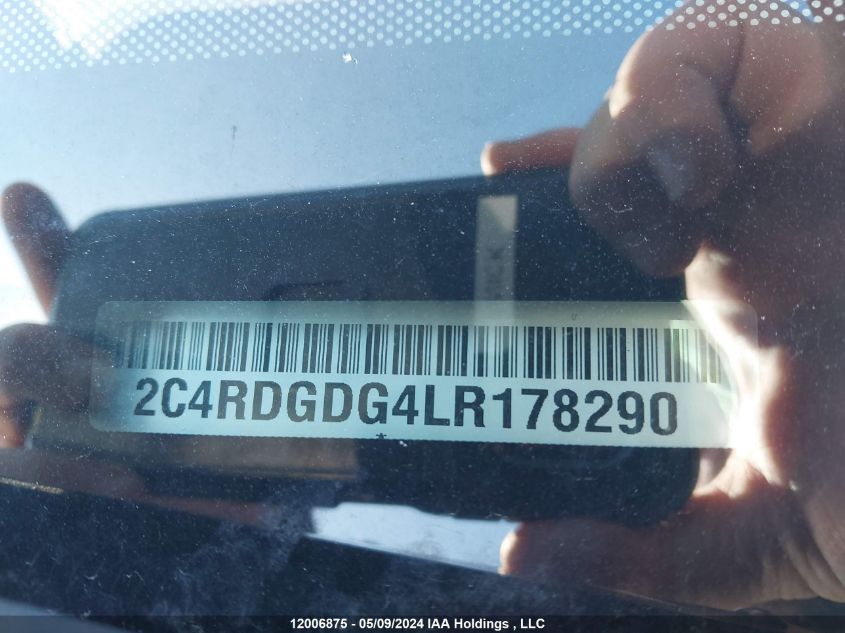 2C4RDGDG4LR178290
*
12006875 - 05/09/2024 IAA Holdings , LLC